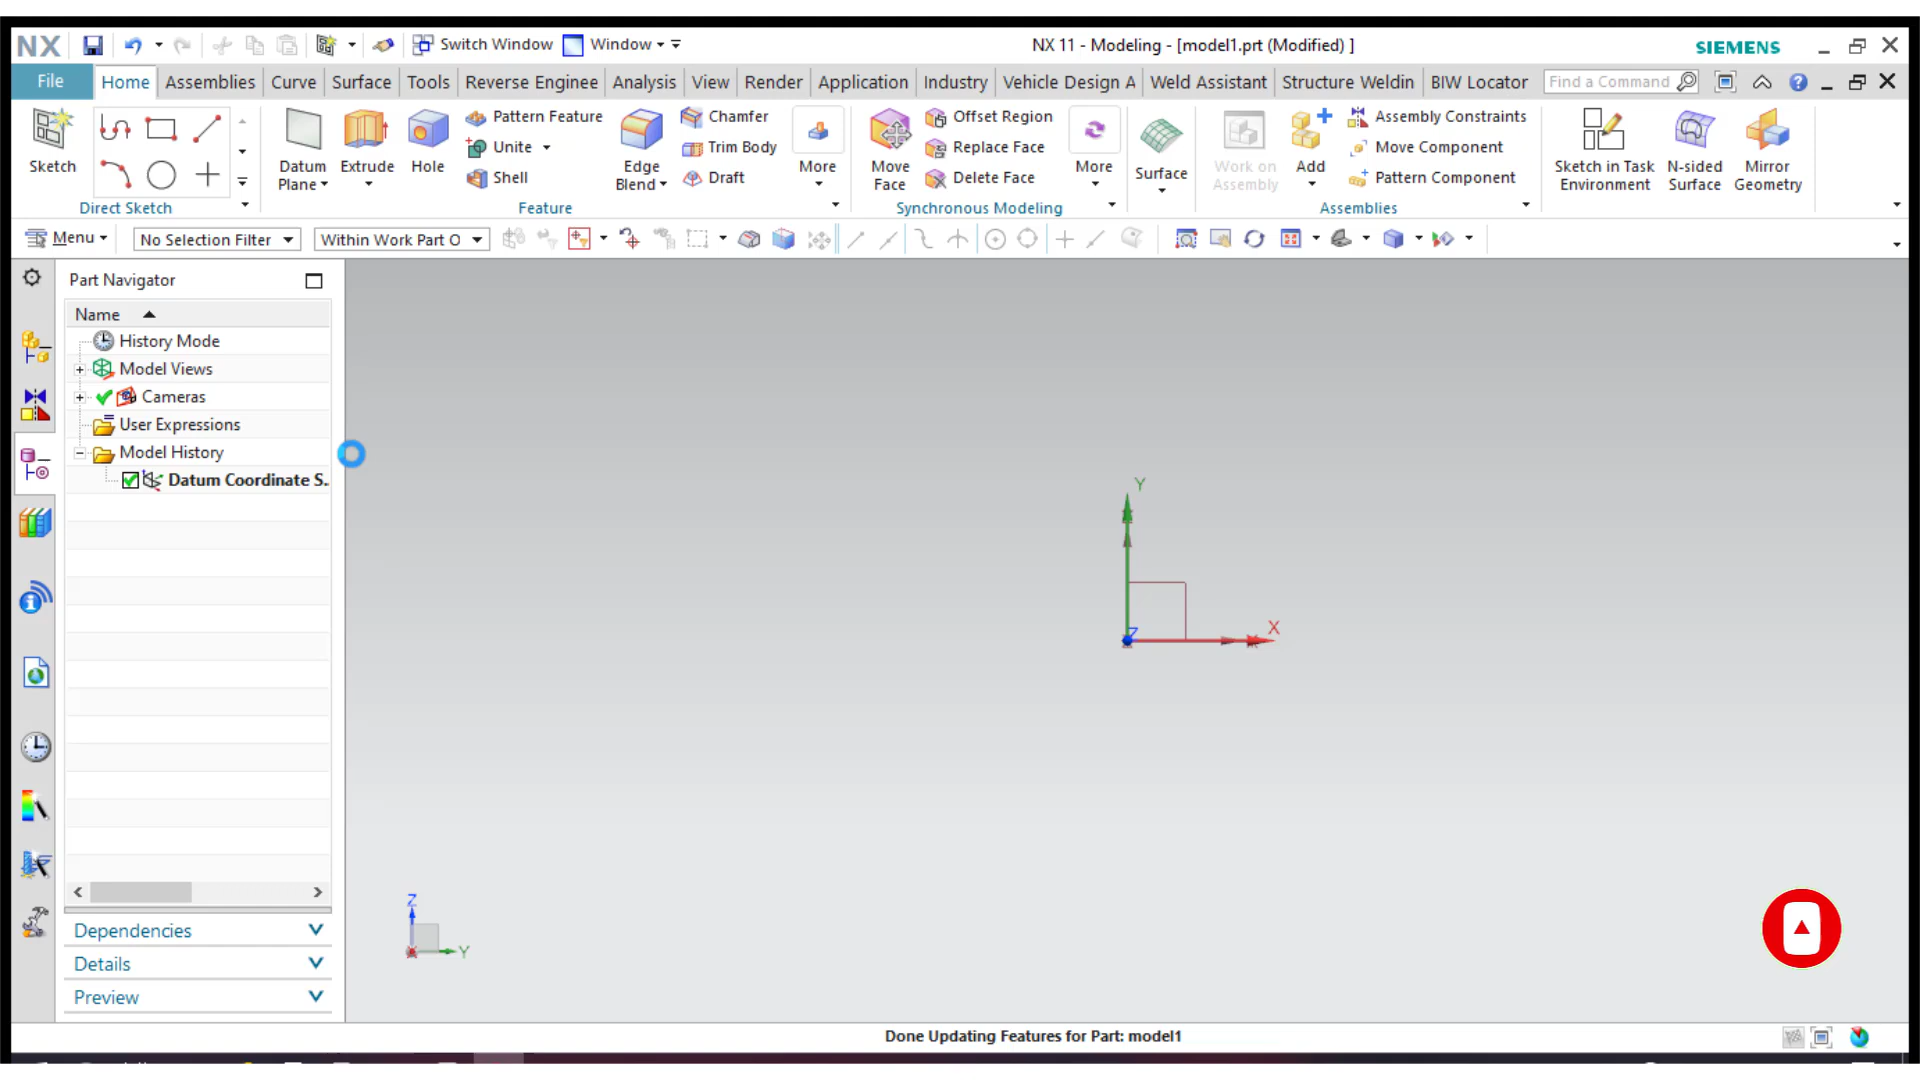 NX Switch Window Window NX 11 - Modeling - [model1.prt (Modified) ] SIEMENS
File Home Assemblies Curve Surface Tools Reverse Enginee Analysis View Render Application Industry Vehicle Design A Weld Assistant Structure Weldin BIW Locator Find a Command
Sketch
Direct Sketch
Datum Plane
Extrude
Hole
Pattern Feature
Unite
Shell
Edge Blend
Chamfer
Trim Body
Draft
More
Feature
Move Face
Offset Region
Replace Face
Delete Face
More
Synchronous Modeling
Surface
Work on Assembly
Add
Assembly Constraints
Move Component
Pattern Component
Assemblies
Sketch in Task Environment
N-sided Surface
Mirror Geometry
Menu No Selection Filter Within Work Part O
Part Navigator
Name
History Mode
Model Views
Cameras
User Expressions
Model History
Datum Coordinate S..
Dependencies
Details
Preview
Y
Z
X
Z
Y
Done Updating Features for Part: model1